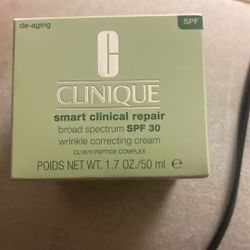 de-aging
SPF
C
CLINIQUE
smart clinical repair
broad spectrum SPF 30
wrinkle correcting cream
CL1870 PEPTIDE COMPLEX
POIDS NET WT. 1.7 OZ./50 ml e